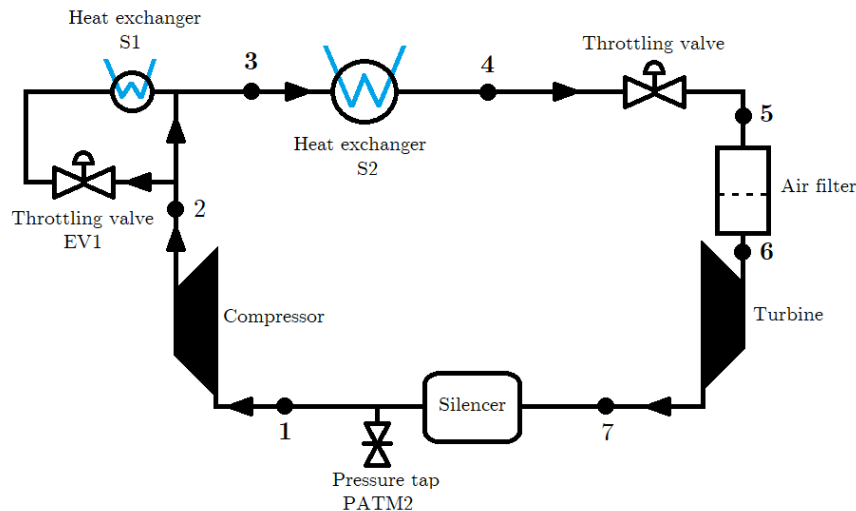 Heat exchanger
S1
3
4
Throttling valve
5
Heat exchanger
S2
Air filter
Throttling valve
EV1
2
6
Compressor
Turbine
Silencer
1
7
Pressure tap
PATM2